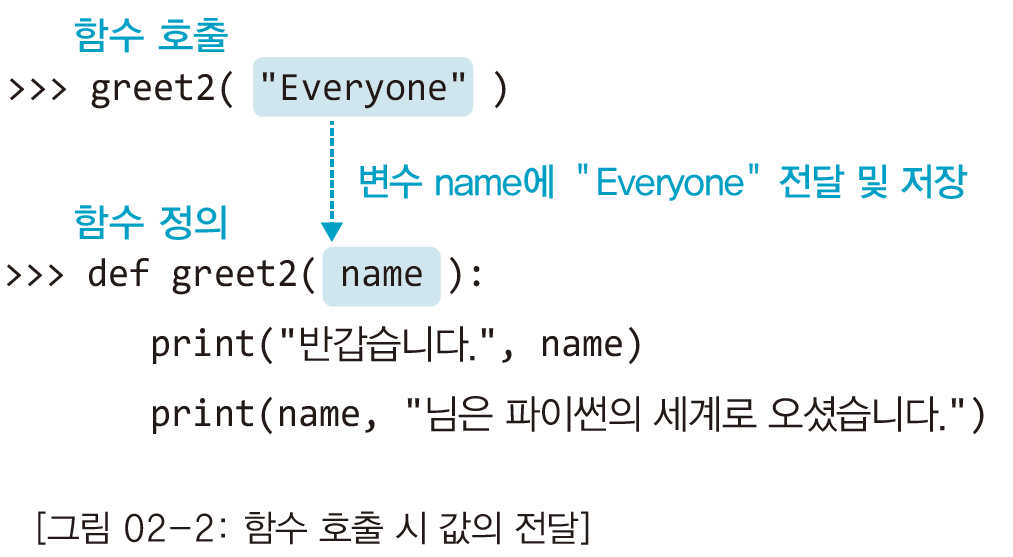 함수 호출
>>> greet2( "Everyone" )
변수 name에 "Everyone" 전달 및 저장
함수 정의
>>> def greet2( name ):
print("반갑습니다.", name)
print(name, "님은 파이썬의 세계로 오셨습니다.")
[그림 02-2: 함수 호출 시 값의 전달]